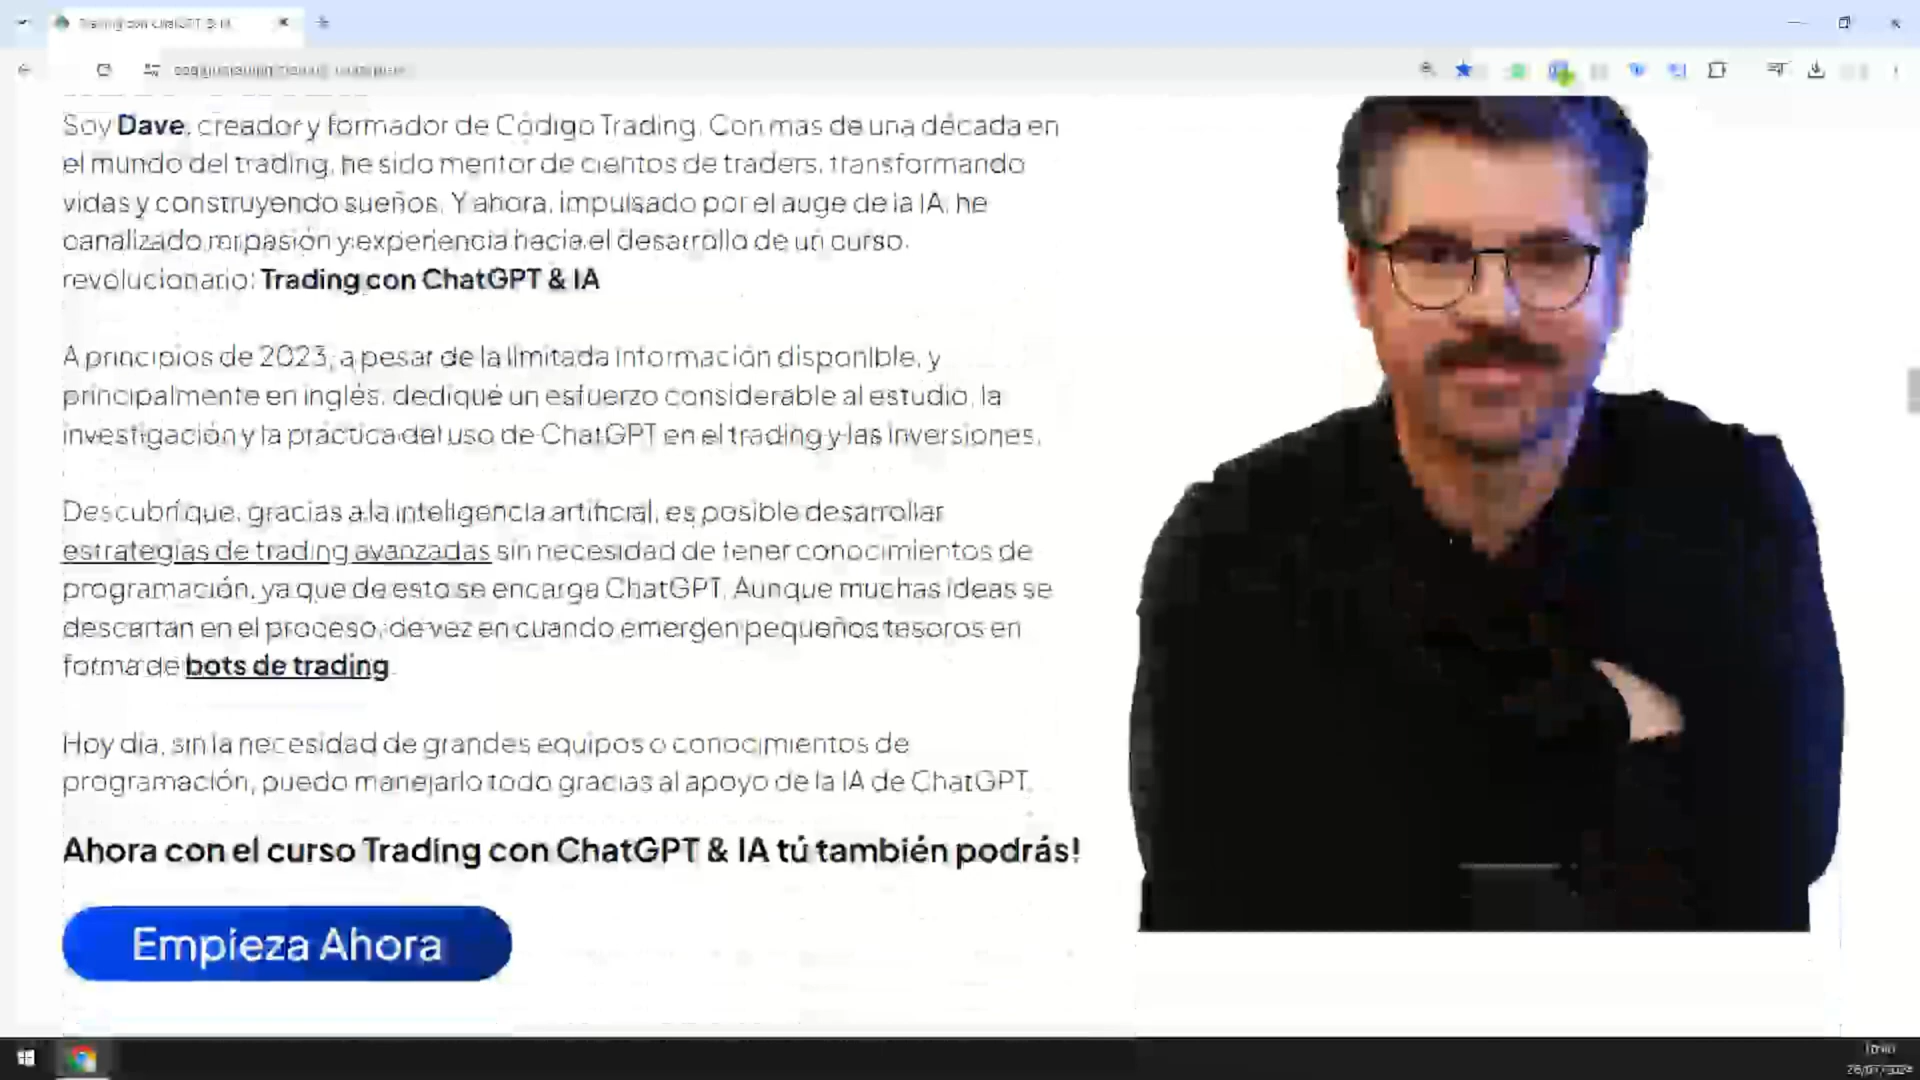 Trading con ChatGPT & IA
Soy Dave, creador y formador de Código Trading. Con mas de una década en
el mundo del trading, he sido mentor de cientos de traders, transformando
vidas y construyendo sueños. Y ahora, impulsado por el auge de la IA, he
canalizado mi pasión y experiencia hacia el desarrollo de un curso
revolucionario: Trading con ChatGPT & IA
A principios de 2023, a pesar de la limitada información disponible, y
principalmente en inglés, dediqué un esfuerzo considerable al estudio, la
investigación y la práctica del uso de ChatGPT en el trading y las inversiones.
Descubrí que, gracias a la inteligencia artificial, es posible desarrollar
estrategias de trading avanzadas sin necesidad de tener conocimientos de
programación, ya que de esto se encarga ChatGPT. Aunque muchas ideas se
descartan en el proceso, de vez en cuando emergen pequeños tesoros en
forma de bots de trading.
Hoy día, sin la necesidad de grandes equipos o conocimientos de
programación, puedo manejarlo todo gracias al apoyo de la IA de ChatGPT.
Ahora con el curso Trading con ChatGPT & IA tú también podrás!
Empieza Ahora